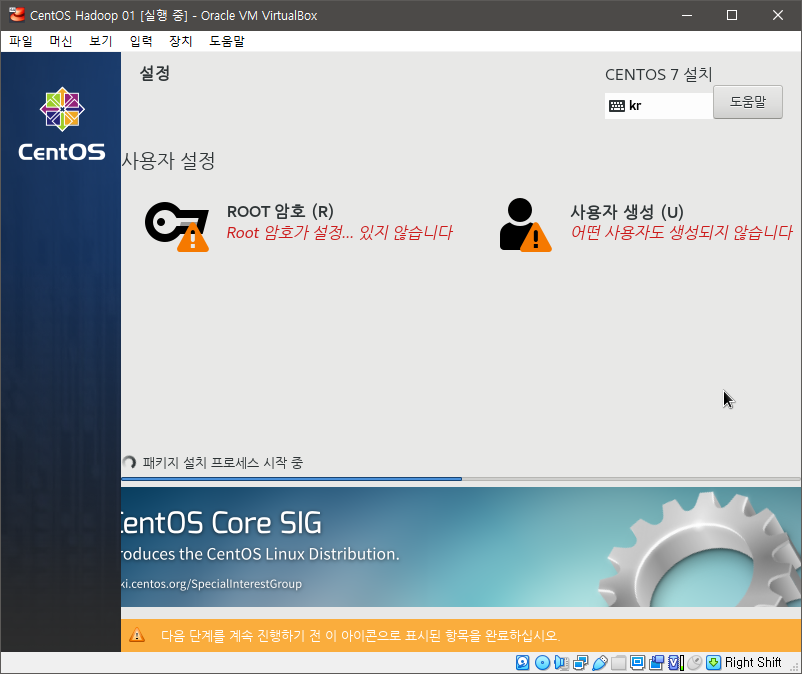 CentOS Hadoop 01 [실행 중] - Oracle VM VirtualBox
파일 머신 보기 입력 장치 도움말
설정
CENTOS 7 설치
kr
도움말
CentOS
사용자 설정
ROOT 암호 (R)
Root 암호가 설정... 있지 않습니다
사용자 생성 (U)
어떤 사용자도 생성되지 않습니다
패키지 설치 프로세스 시작 중
CentOS Core SIG
roduces the CentOS Linux Distribution.
ki.centos.org/SpecialInterestGroup
다음 단계를 계속 진행하기 전 이 아이콘으로 표시된 항목을 완료하십시오.
Right Shift